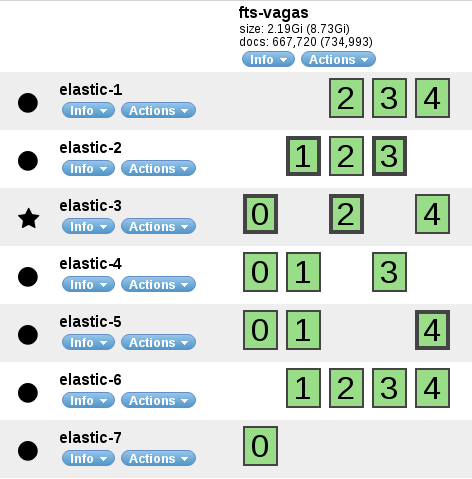 fts-vagas
size: 2.19Gi (8.73Gi)
docs: 667,720 (734,993)
Info Actions
elastic-1
Info Actions
2 3 4
elastic-2
Info Actions
1 2 3
elastic-3
Info Actions
0 2 4
elastic-4
Info Actions
0 1 3
elastic-5
Info Actions
0 1 4
elastic-6
Info Actions
1 2 3 4
elastic-7
Info Actions
0